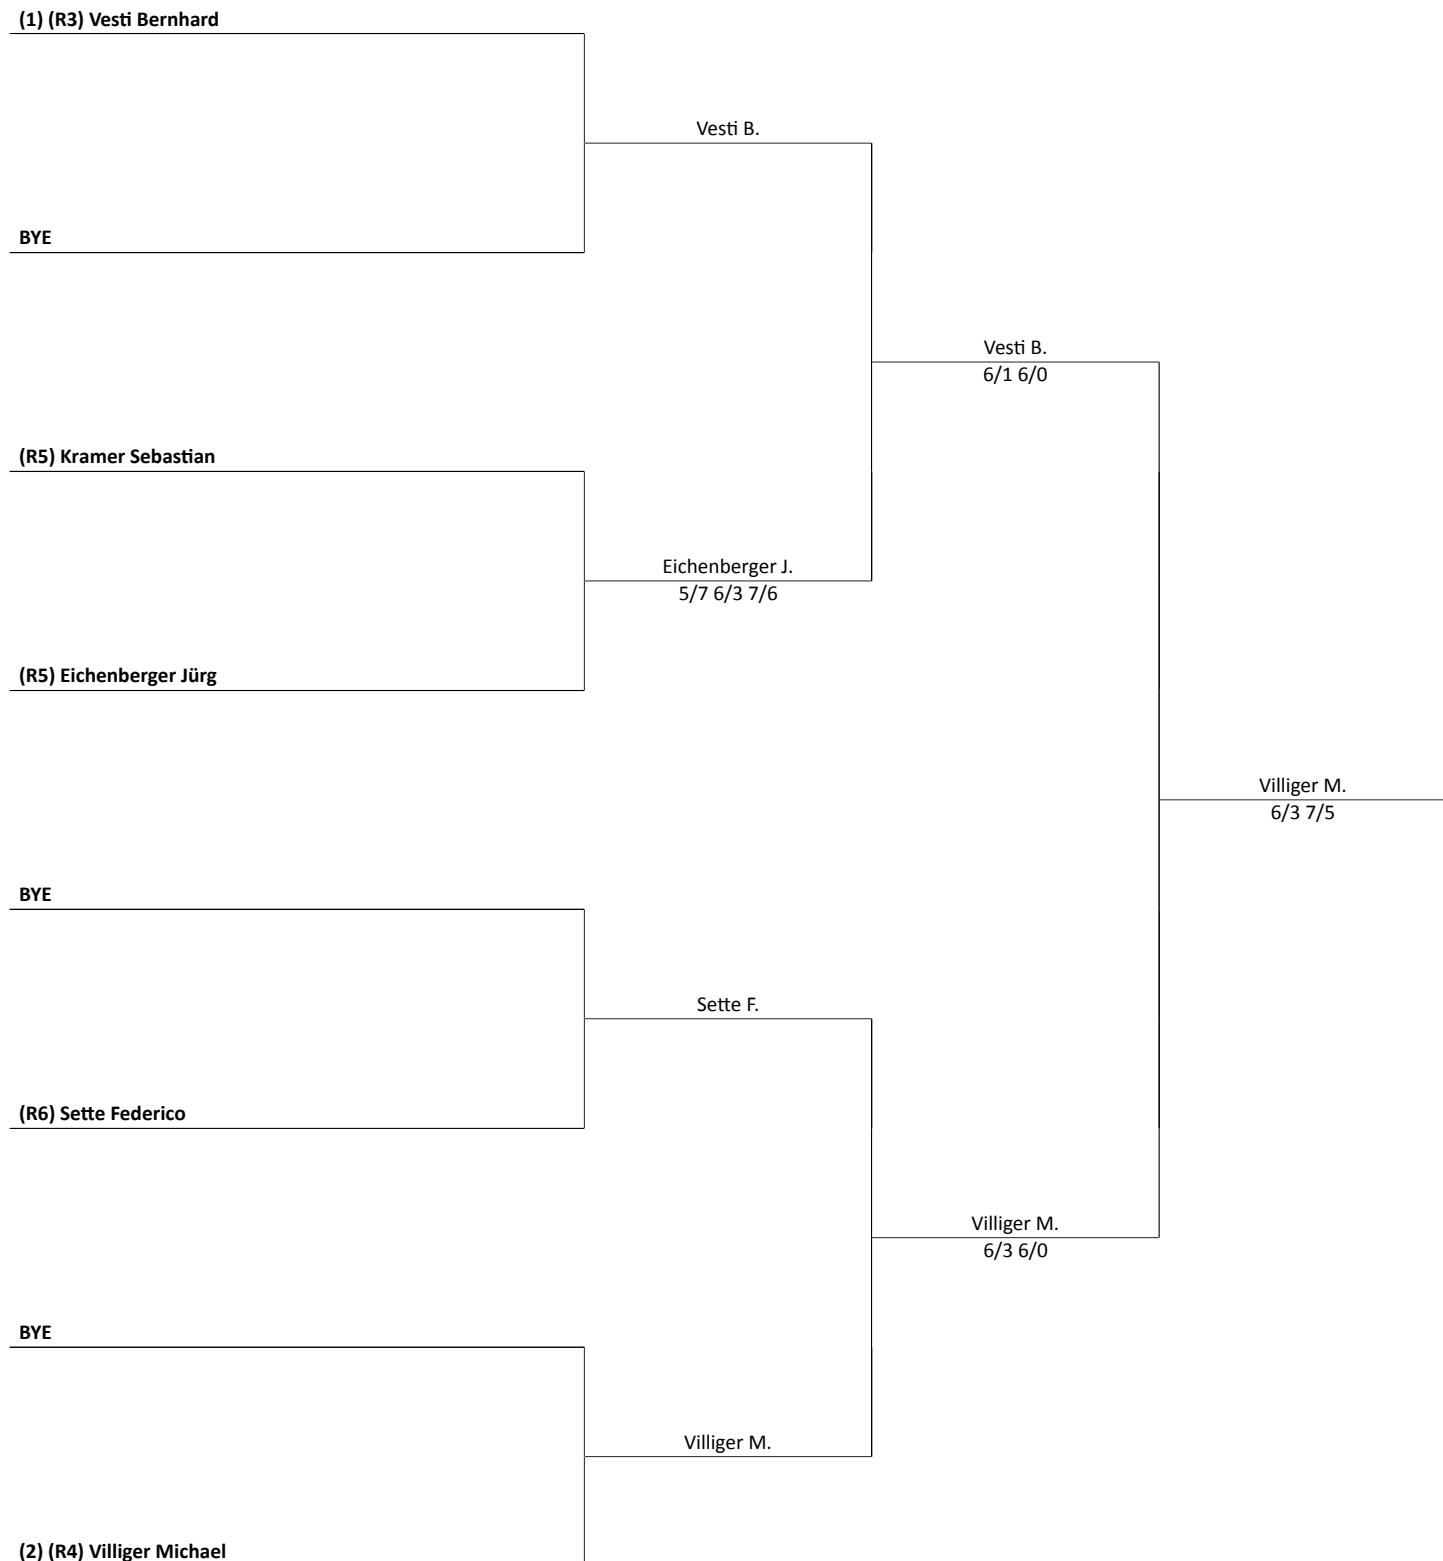 (1) (R3) Vesti Bernhard
Vesti B.
BYE
Vesti B.
6/1 6/0
(R5) Kramer Sebastian
Eichenberger J.
5/7 6/3 7/6
(R5) Eichenberger Jürg
Villiger M.
6/3 7/5
BYE
Sette F.
(R6) Sette Federico
Villiger M.
6/3 6/0
BYE
Villiger M.
(2) (R4) Villiger Michael